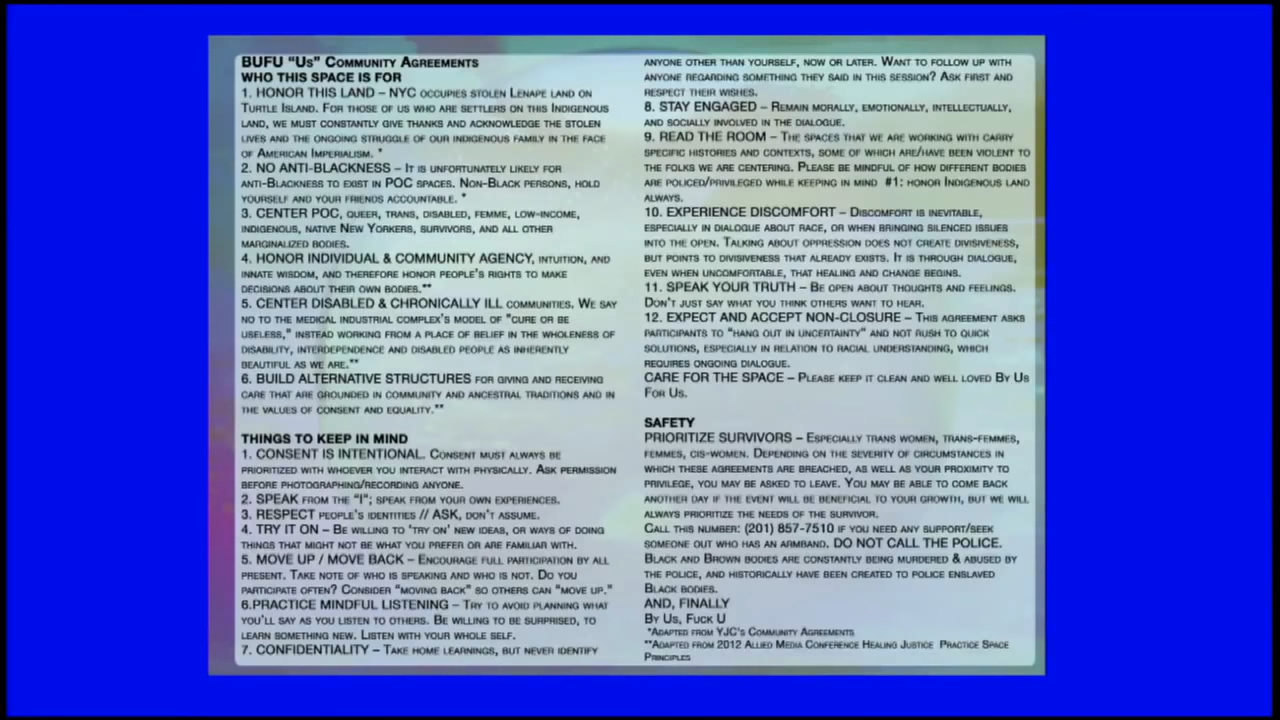 BUFU “Us” Community Agreements
WHO THIS SPACE IS FOR
1. HONOR THIS LAND – NYC occupies stolen Lenape land on
Turtle Island. For those of us who are settlers on this Indigenous
land, we must constantly give thanks and acknowledge the stolen
lives and the ongoing struggle of our indigenous family in the face
of American Imperialism. *
2. NO ANTI-BLACKNESS – It is unfortunately likely for
anti-Blackness to exist in POC spaces. Non-Black persons, hold
yourself and your friends accountable. *
3. CENTER POC, queer, trans, disabled, femme, low-income,
indigenous, native New Yorkers, survivors, and all other
marginalized bodies.
4. HONOR INDIVIDUAL & COMMUNITY AGENCY, intuition, and
innate wisdom, and therefore honor people’s rights to make
decisions about their own bodies.**
5. CENTER DISABLED & CHRONICALLY ILL communities. We say
no to the medical industrial complex’s model of “cure or be
useless,” instead working from a place of belief in the wholeness of
disability, interdependence and disabled people as inherently
beautiful as we are.**
6. BUILD ALTERNATIVE STRUCTURES for giving and receiving
care that are grounded in community and ancestral traditions and in
the values of consent and equality.**
THINGS TO KEEP IN MIND
1. CONSENT IS INTENTIONAL. Consent must always be
prioritized with whoever you interact with physically. Ask permission
before photographing/recording anyone.
2. SPEAK from the “I”; speak from your own experiences.
3. RESPECT people’s identities // ASK, don’t assume.
4. TRY IT ON – Be willing to ‘try on’ new ideas, or ways of doing
things that might not be what you prefer or are familiar with.
5. MOVE UP / MOVE BACK – Encourage full participation by all
present. Take note of who is speaking and who is not. Do you
participate often? Consider “moving back” so others can “move up.”
6.PRACTICE MINDFUL LISTENING – Try to avoid planning what
you’ll say as you listen to others. Be willing to be surprised, to
learn something new. Listen with your whole self.
7. CONFIDENTIALITY – Take home learnings, but never identify
anyone other than yourself, now or later. Want to follow up with
anyone regarding something they said in this session? Ask first and
respect their wishes.
8. STAY ENGAGED – Remain morally, emotionally, intellectually,
and socially involved in the dialogue.
9. READ THE ROOM – The spaces that we are working with carry
specific histories and contexts, some of which are/have been violent to
the folks we are centering. Please be mindful of how different bodies
are policed/privileged while keeping in mind #1: honor Indigenous land
always.
10. EXPERIENCE DISCOMFORT – Discomfort is inevitable,
especially in dialogue about race, or when bringing silenced issues
into the open. Talking about oppression does not create divisiveness,
but points to divisiveness that already exists. It is through dialogue,
even when uncomfortable, that healing and change begins.
11. SPEAK YOUR TRUTH – Be open about thoughts and feelings.
Don’t just say what you think others want to hear.
12. EXPECT AND ACCEPT NON-CLOSURE – This agreement asks
participants to “hang out in uncertainty” and not rush to quick
solutions, especially in relation to racial understanding, which
requires ongoing dialogue.
CARE FOR THE SPACE – Please keep it clean and well loved By Us
For Us.
SAFETY
PRIORITIZE SURVIVORS – Especially trans women, trans-femmes,
femmes, cis-women. Depending on the severity of circumstances in
which these agreements are breached, as well as your proximity to
privilege, you may be asked to leave. You may be able to come back
another day if the event will be beneficial to your growth, but we will
always prioritize the needs of the survivor.
Call this number: (201) 857-7510 if you need any support/seek
someone out who has an armband. DO NOT CALL THE POLICE.
Black and Brown bodies are constantly being murdered & abused by
the police, and historically have been created to police enslaved
Black bodies.
AND, FINALLY
By Us, Fuck U
*Adapted from YJC’s Community Agreements
**Adapted from 2012 Allied Media Conference Healing Justice Practice Space
Principles